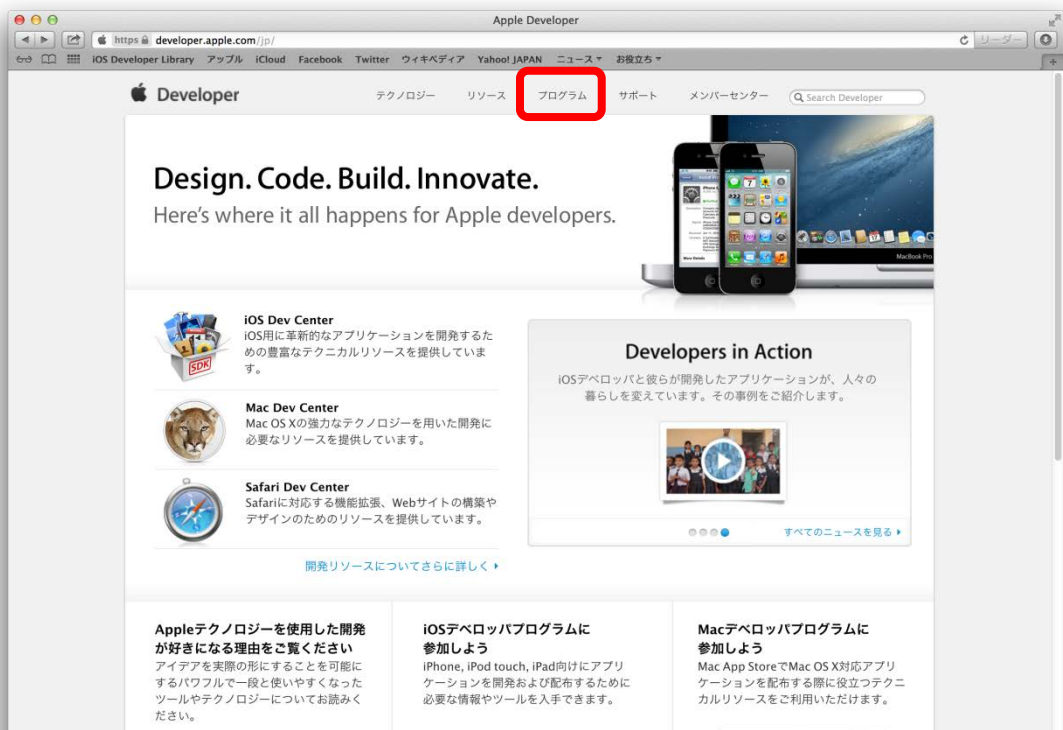 Apple Developer
https developer.apple.com/jp/
リーダー
iOS Developer Library アップル iCloud Facebook Twitter ウィキペディア Yahoo! JAPAN ニュース お役立ち
Developer
テクノロジー リソース プログラム サポート メンバーセンター Search Developer
Design. Code. Build. Innovate.
Here's where it all happens for Apple developers.
MacBook Pro
iOS Dev Center
iOS用に革新的なアプリケーションを開発するた
めの豊富なテクニカルリソースを提供していま
す。
SDK
Mac Dev Center
Mac OS Xの強力なテクノロジーを用いた開発に
必要なリソースを提供しています。
Safari Dev Center
Safariに対応する機能拡張、Webサイトの構築や
デザインのためのリソースを提供しています。
開発リソースについてさらに詳しく
Developers in Action
iOSデベロッパと彼らが開発したアプリケーションが、人々の
暮らしを変えています。その事例をご紹介します。
すべてのニュースを見る
Appleテクノロジーを使用した開発
が好きになる理由をご覧ください
アイデアを実際の形にすることを可能に
するパワフルで一段と使いやすくなった
ツールやテクノロジーについてお読みく
ださい。
iOSデベロッパプログラムに
参加しよう
iPhone, iPod touch, iPad向けにアプリ
ケーションを開発および配布するために
必要な情報やツールを入手できます。
Macデベロッパプログラムに
参加しよう
Mac App StoreでMac OS X対応アプリ
ケーションを配布する際に役立つテクニ
カルリソースをご利用いただけます。